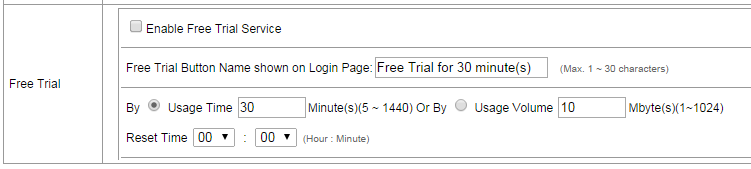 Enable Free Trial Service
Free Trial Button Name shown on Login Page: Free Trial for 30 minute(s) (Max. 1 ~ 30 characters)
Free Trial
By Usage Time 30 Minute(s)(5 ~ 1440) Or By Usage Volume 10 Mbyte(s)(1~1024)
Reset Time 00 : 00 (Hour : Minute)